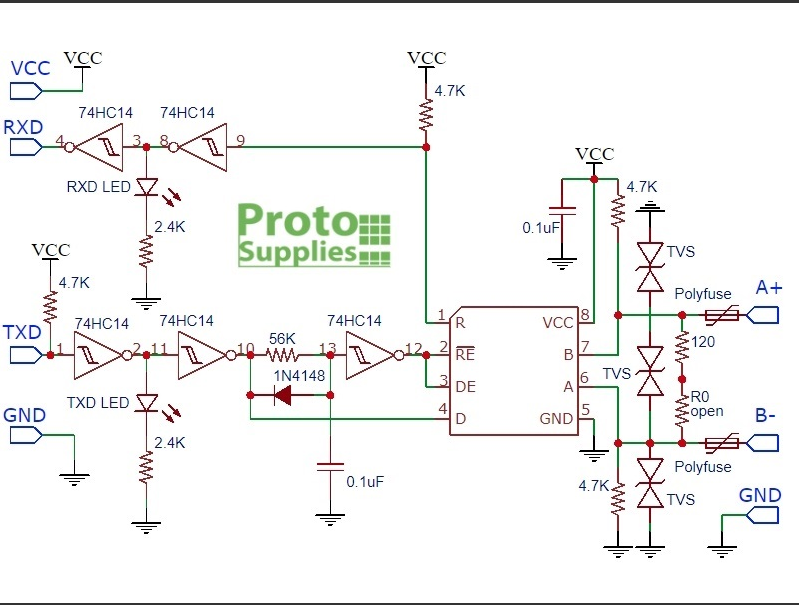 VCC
VCC
VCC
4.7K
RXD
4
74HC14
3
8
74HC14
9
RXD LED
2.4K
Proto
Supplies
VCC
0.1uF
4.7K
TVS
VCC
4.7K
TXD
1
74HC14
2
11
74HC14
10
56K
13
74HC14
12
1N4148
0.1uF
TXD LED
2.4K
GND
1
R
VCC
8
2
RE
B
7
3
DE
A
6
4
D
GND
5
Polyfuse
A+
120
TVS
R0
open
B-
Polyfuse
4.7K
TVS
GND